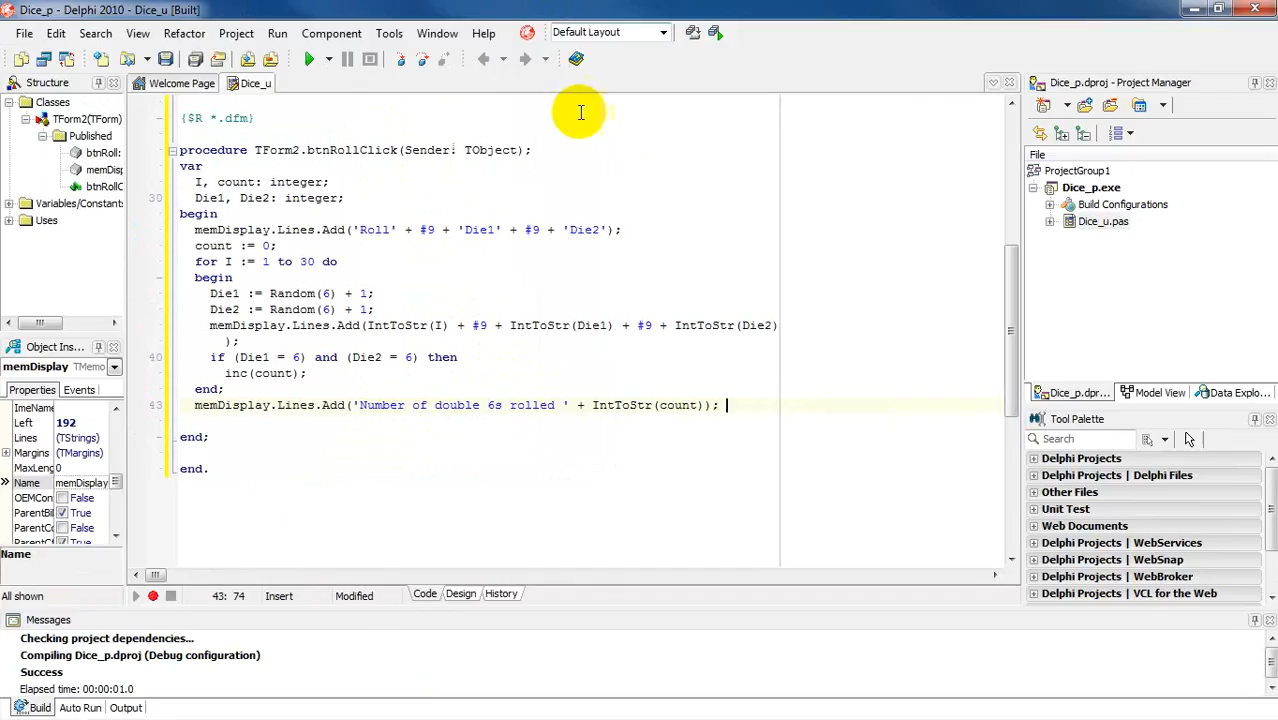 Dice_p - Delphi 2010 - Dice_u [Built]
File Edit Search View Refactor Project Run Component Tools Window Help Default Layout
Structure
Welcome Page Dice_u
Dice_p.dproj - Project Manager
Classes
TForm2(TForm)
Published
btnRoll:
memDisp
btnRollC
Variables/Constants
Uses
{$R *.dfm}
procedure TForm2.btnRollClick(Sender: TObject);
var
I, count: integer;
30 Die1, Die2: integer;
begin
memDisplay.Lines.Add('Roll' + #9 + 'Die1' + #9 + 'Die2');
count := 0;
for I := 1 to 30 do
begin
Die1 := Random(6) + 1;
Die2 := Random(6) + 1;
memDisplay.Lines.Add(IntToStr(I) + #9 + IntToStr(Die1) + #9 + IntToStr(Die2)
);
40 if (Die1 = 6) and (Die2 = 6) then
inc(count);
end;
43 memDisplay.Lines.Add('Number of double 6s rolled ' + IntToStr(count));
end;
end.
File
ProjectGroup1
Dice_p.exe
Build Configurations
Dice_u.pas
Dice_p.dpr... Model View Data Explo...
Tool Palette
Search
Delphi Projects
Delphi Projects | Delphi Files
Other Files
Unit Test
Web Documents
Delphi Projects | WebServices
Delphi Projects | WebSnap
Delphi Projects | WebBroker
Delphi Projects | VCL for the Web
Object Ins...
memDisplay TMemo
Properties Events
ImeName
Left 192
Lines (TStrings)
Margins (TMargins)
MaxLeng 0
Name memDisplay
OEMCon False
ParentBi True
ParentCo False
ParentCt True
Name
All shown
43: 74 Insert Modified Code Design History
Messages
Checking project dependencies...
Compiling Dice_p.dproj (Debug configuration)
Success
Elapsed time: 00:00:01.0
Build Auto Run Output